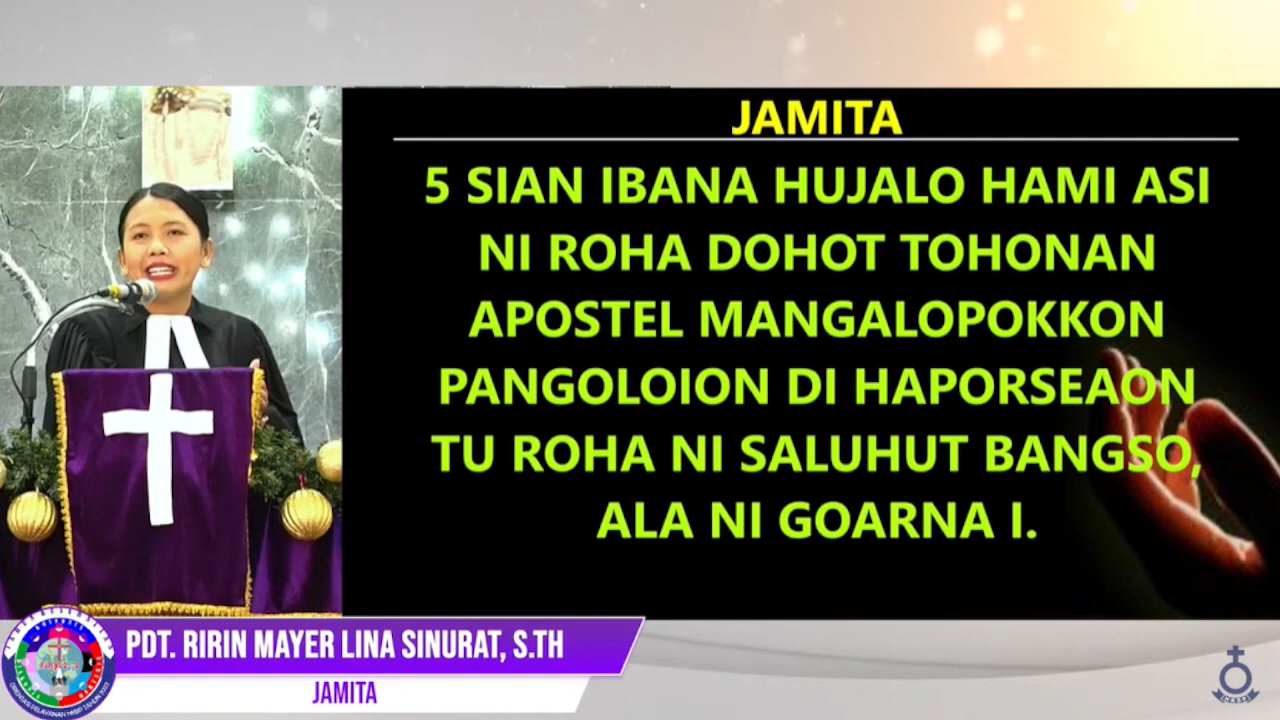 JAMITA
5 SIAN IBANA HUJALO HAMI ASI
NI ROHA DOHOT TOHONAN
APOSTEL MANGALOPOKKON
PANGOLOION DI HAPORSEAON
TU ROHA NI SALUHUT BANGSO,
ALA NI GOARNA I.
PDT. RIRIN MAYER LINA SINURAT, S.TH
JAMITA
HKBP